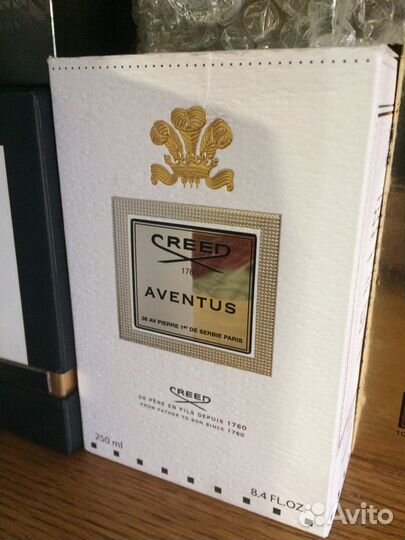 CREED
1760
AVENTUS
38 AV PIERRE 1ER DE SERBIE PARIS
CREED
DE PÈRE EN FILS DEPUIS 1760
FROM FATHER TO SON SINCE 1760
250 ml
8.4 FL.OZ
Avito